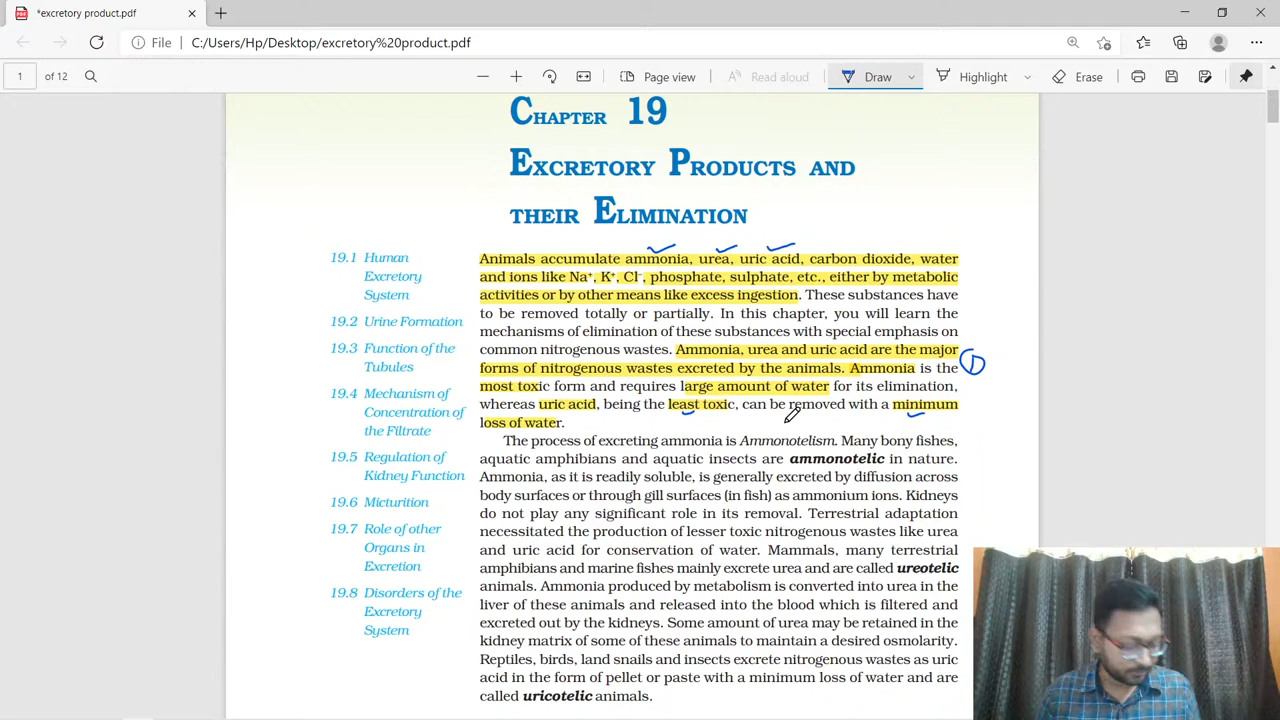 *excretory product.pdf
File C:/Users/Hp/Desktop/excretory%20product.pdf
1 of 12 Page view Read aloud Draw Highlight Erase
CHAPTER 19
EXCRETORY PRODUCTS AND
THEIR ELIMINATION
19.1 Human
Excretory
System
19.2 Urine Formation
19.3 Function of the
Tubules
19.4 Mechanism of
Concentration of
the Filtrate
19.5 Regulation of
Kidney Function
19.6 Micturition
19.7 Role of other
Organs in
Excretion
19.8 Disorders of the
Excretory
System
Animals accumulate ammonia, urea, uric acid, carbon dioxide, water
and ions like Na⁺, K⁺, Cl⁻, phosphate, sulphate, etc., either by metabolic
activities or by other means like excess ingestion. These substances have
to be removed totally or partially. In this chapter, you will learn the
mechanisms of elimination of these substances with special emphasis on
common nitrogenous wastes. Ammonia, urea and uric acid are the major
forms of nitrogenous wastes excreted by the animals. Ammonia is the
most toxic form and requires large amount of water for its elimination,
whereas uric acid, being the least toxic, can be removed with a minimum
loss of water.
The process of excreting ammonia is Ammonotelism. Many bony fishes,
aquatic amphibians and aquatic insects are ammonotelic in nature.
Ammonia, as it is readily soluble, is generally excreted by diffusion across
body surfaces or through gill surfaces (in fish) as ammonium ions. Kidneys
do not play any significant role in its removal. Terrestrial adaptation
necessitated the production of lesser toxic nitrogenous wastes like urea
and uric acid for conservation of water. Mammals, many terrestrial
amphibians and marine fishes mainly excrete urea and are called ureotelic
animals. Ammonia produced by metabolism is converted into urea in the
liver of these animals and released into the blood which is filtered and
excreted out by the kidneys. Some amount of urea may be retained in the
kidney matrix of some of these animals to maintain a desired osmolarity.
Reptiles, birds, land snails and insects excrete nitrogenous wastes as uric
acid in the form of pellet or paste with a minimum loss of water and are
called uricotelic animals.